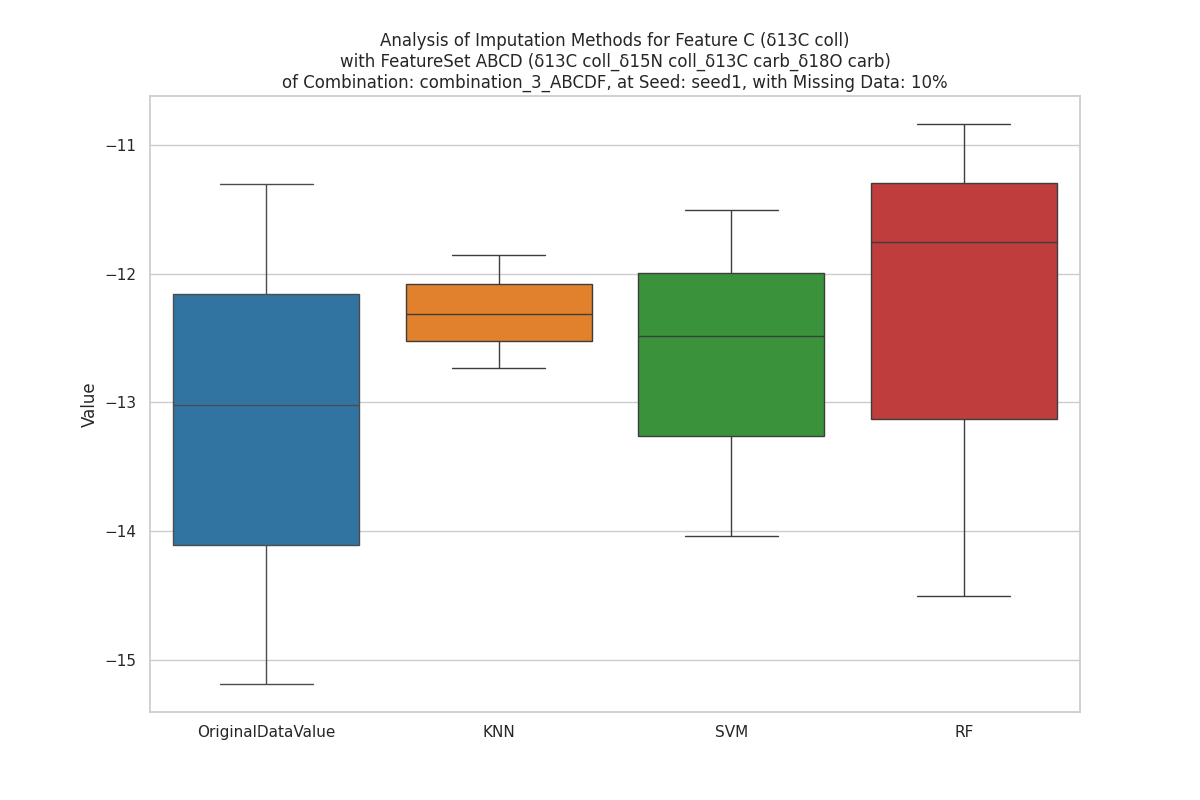 Analysis of Imputation Methods for Feature C (δ13C coll)
with FeatureSet ABCD (δ13C coll_δ15N coll_δ13C carb_δ18O carb)
of Combination: combination_3_ABCDF, at Seed: seed1, with Missing Data: 10%
Value
−11
−12
−13
−14
−15
OriginalDataValue
KNN
SVM
RF